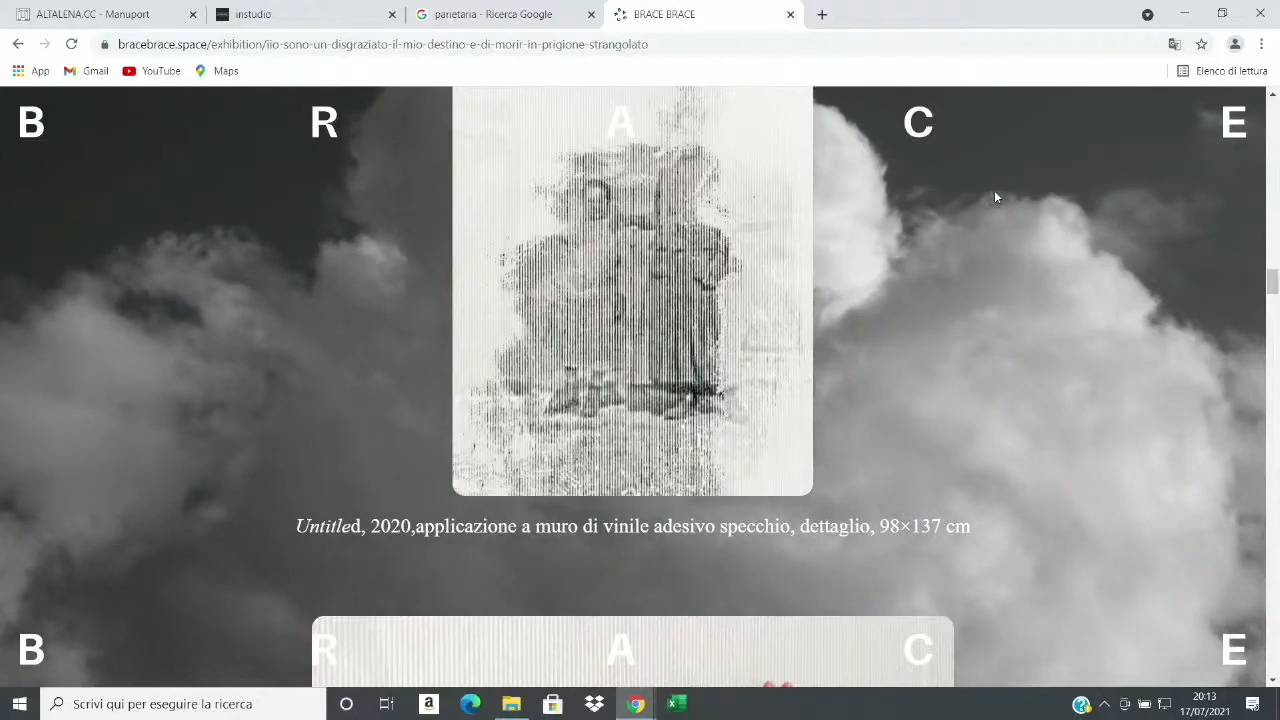 ALTALENA.CC - Manuport
instudio
parietaria - Ricerca Google
BRACE BRACE
bracebrace.space/exhibition/iio-sono-un-disgraziato-il-mio-destino-e-di-morir-in-prigione-strangolato
App
Gmail
YouTube
Maps
Elenco di lettura
B R A C E
Untitled, 2020,applicazione a muro di vinile adesivo specchio, dettaglio, 98×137 cm
B R A C E
Scrivi qui per eseguire la ricerca
20:13
17/07/2021